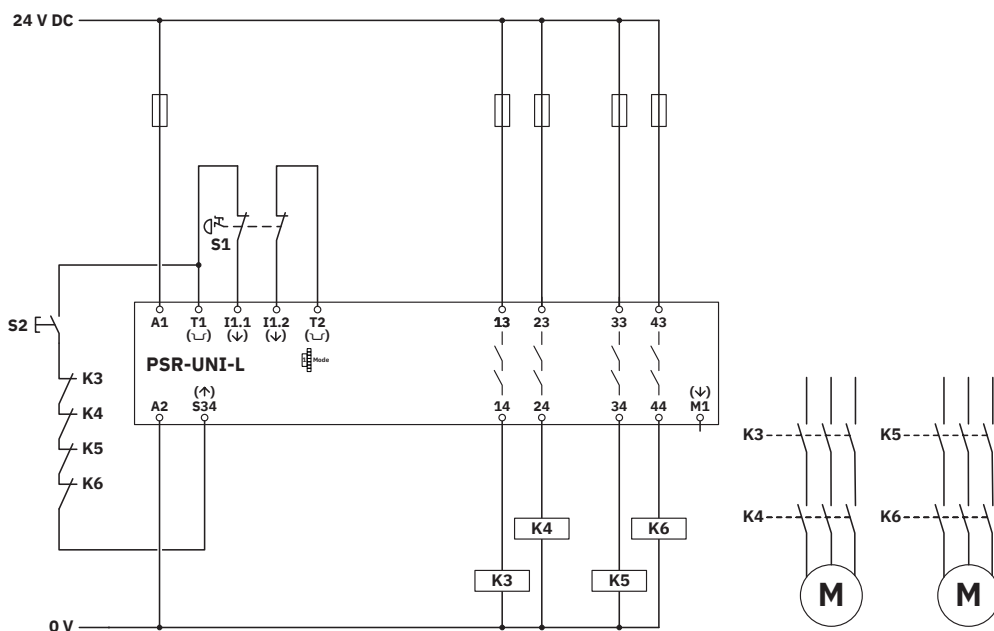 24 V DC
S1
S2
A1 T1 I1.1 I1.2 T2 13 23 33 43
(⎵) (↓) (↓) (⎵)
PSR-UNI-L
1 Mode
(↑) (↓)
A2 S34 14 24 34 44 M1
K3
K4
K5
K6
K4 K6
K3 K5
0 V
K3 K5
K4 K6
M M